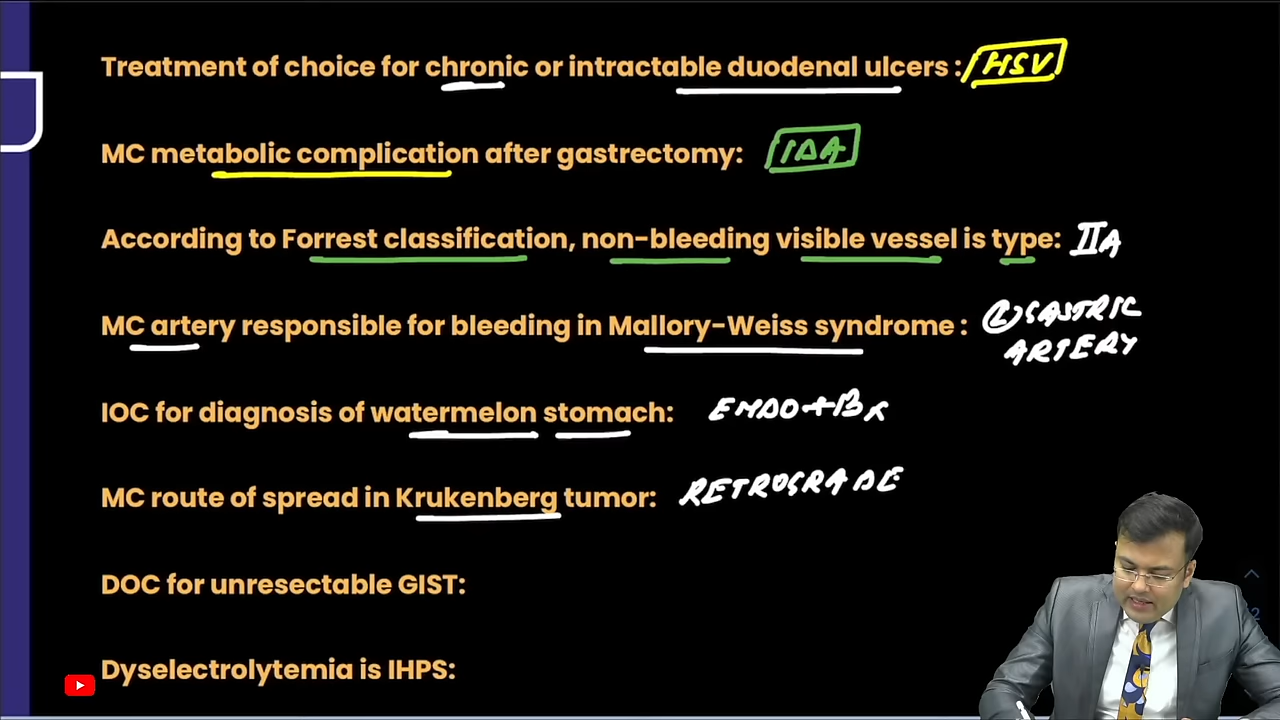 Treatment of choice for chronic or intractable duodenal ulcers : HSV
MC metabolic complication after gastrectomy: IDA
According to Forrest classification, non-bleeding visible vessel is type: IIA
MC artery responsible for bleeding in Mallory-Weiss syndrome : (L) GASTRIC
ARTERY
IOC for diagnosis of watermelon stomach: ENDO + Bx
MC route of spread in Krukenberg tumor: RETROGRADE
DOC for unresectable GIST:
Dyselectrolytemia is IHPS: